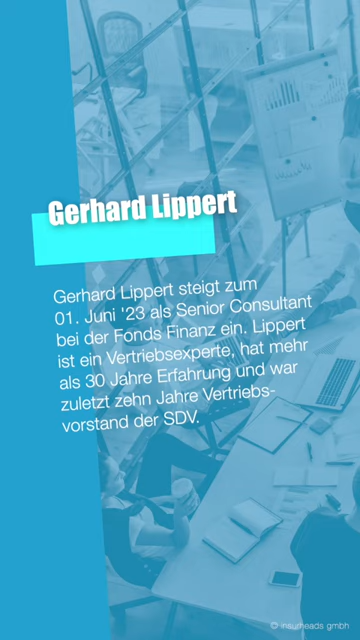 Gerhard Lippert
Gerhard Lippert steigt zum
01. Juni '23 als Senior Consultant
bei der Fonds Finanz ein. Lippert
ist ein Vertriebsexperte, hat mehr
als 30 Jahre Erfahrung und war
zuletzt zehn Jahre Vertriebs-
vorstand der SDV.
© insurheads gmbh